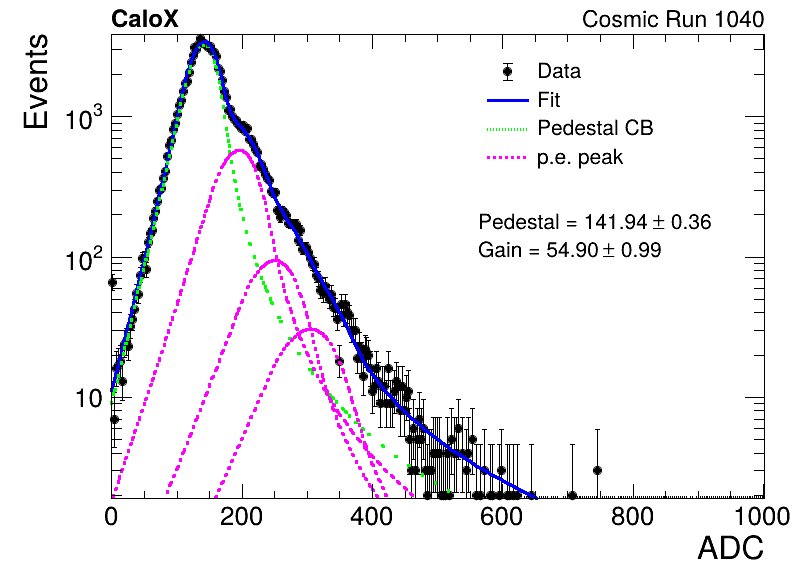 CaloX Cosmic Run 1040
Events
10³
10²
10
Data
Fit
Pedestal CB
p.e. peak
Pedestal = 141.94 ± 0.36
Gain = 54.90 ± 0.99
0 200 400 600 800 1000
ADC